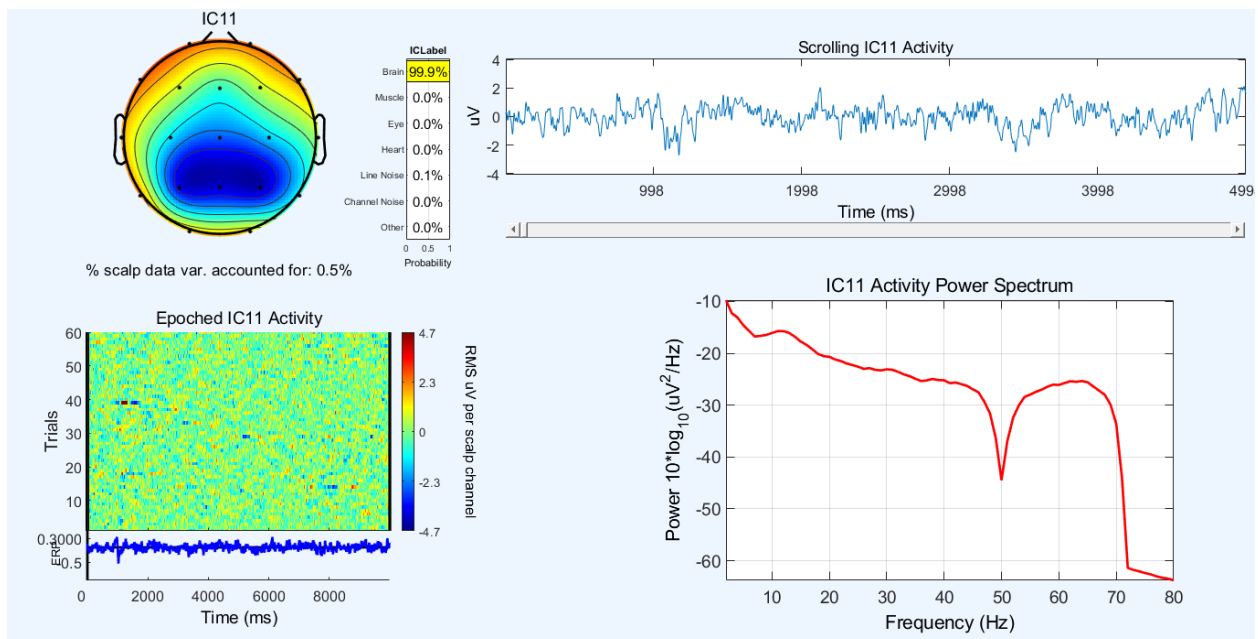 IC11
ICLabel
Brain 99.9%
Muscle 0.0%
Eye 0.0%
Heart 0.0%
Line Noise 0.1%
Channel Noise 0.0%
Other 0.0%
0 0.5 1
Probability
% scalp data var. accounted for: 0.5%
Scrolling IC11 Activity
4
2
0
-2
-4
uV
998 1998 2998 3998 4998
Time (ms)
Epoched IC11 Activity
60
50
40
30
20
10
Trials
4.7
2.3
0
-2.3
-4.7
RMS uV per scalp channel
ERP
0 2000 4000 6000 8000
Time (ms)
IC11 Activity Power Spectrum
-10
-20
-30
-40
-50
-60
Power 10*log10(uV2/Hz)
10 20 30 40 50 60 70 80
Frequency (Hz)